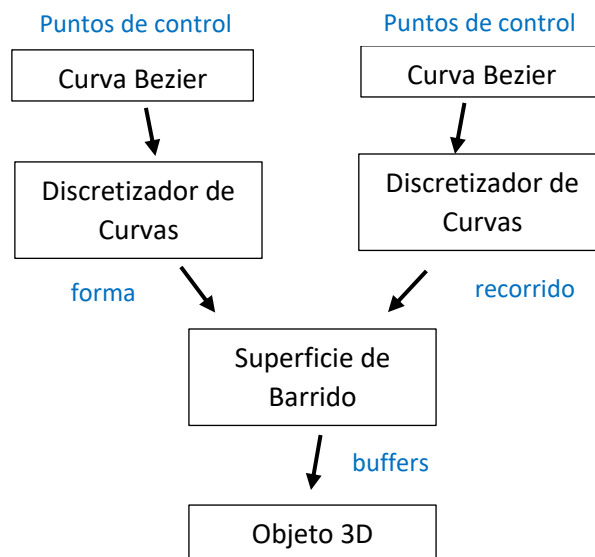 Puntos de control
Puntos de control
Curva Bezier
Curva Bezier
Discretizador de
Curvas
Discretizador de
Curvas
forma
recorrido
Superficie de
Barrido
buffers
Objeto 3D